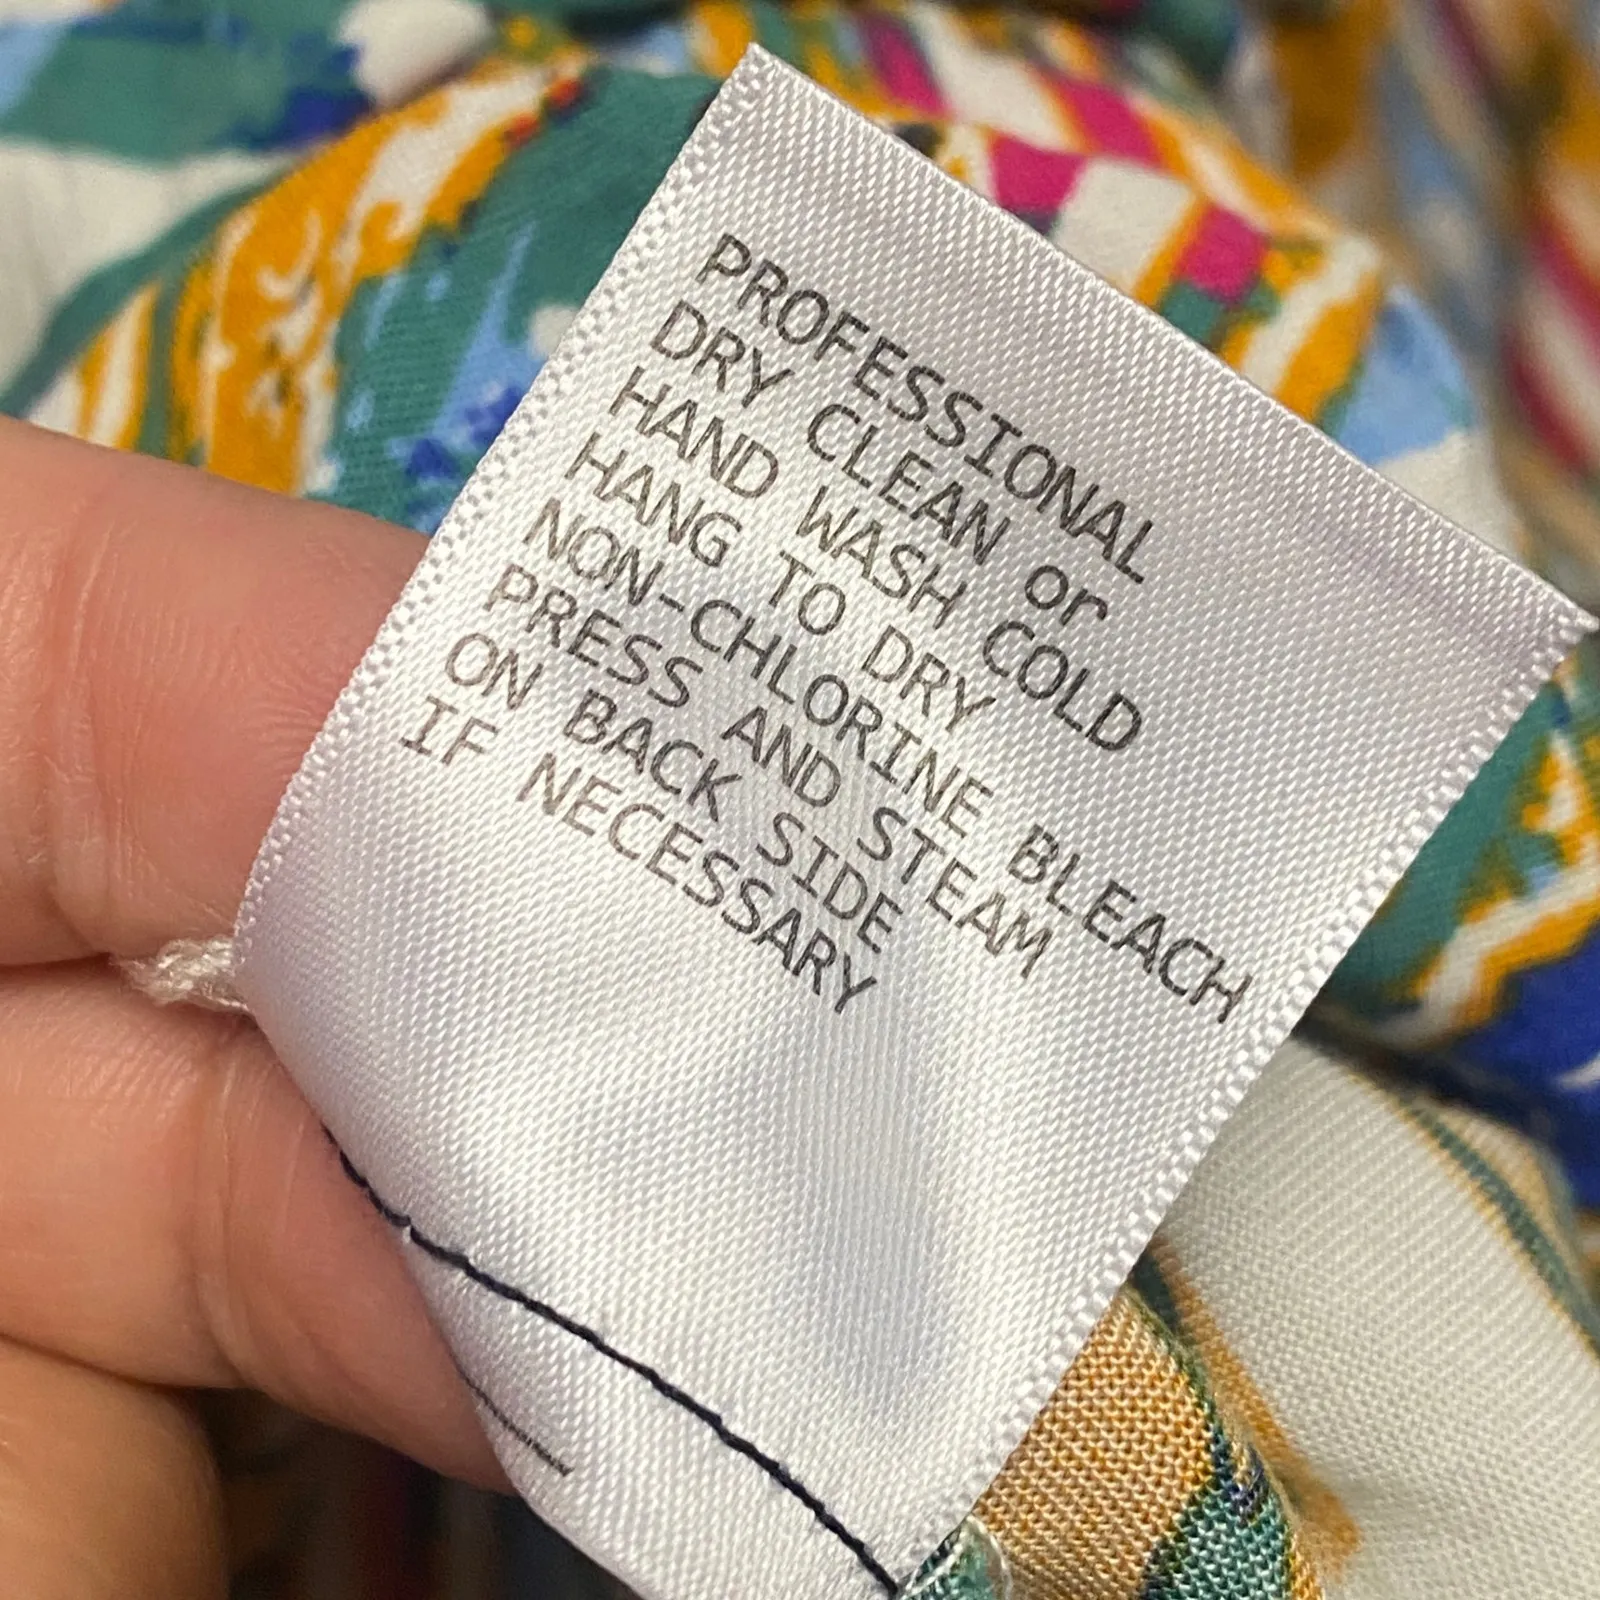 PROFESSIONAL
DRY CLEAN or
HAND WASH COLD
HANG TO DRY
NON-CHLORINE BLEACH
PRESS AND STEAM
ON BACK SIDE
IF NECESSARY